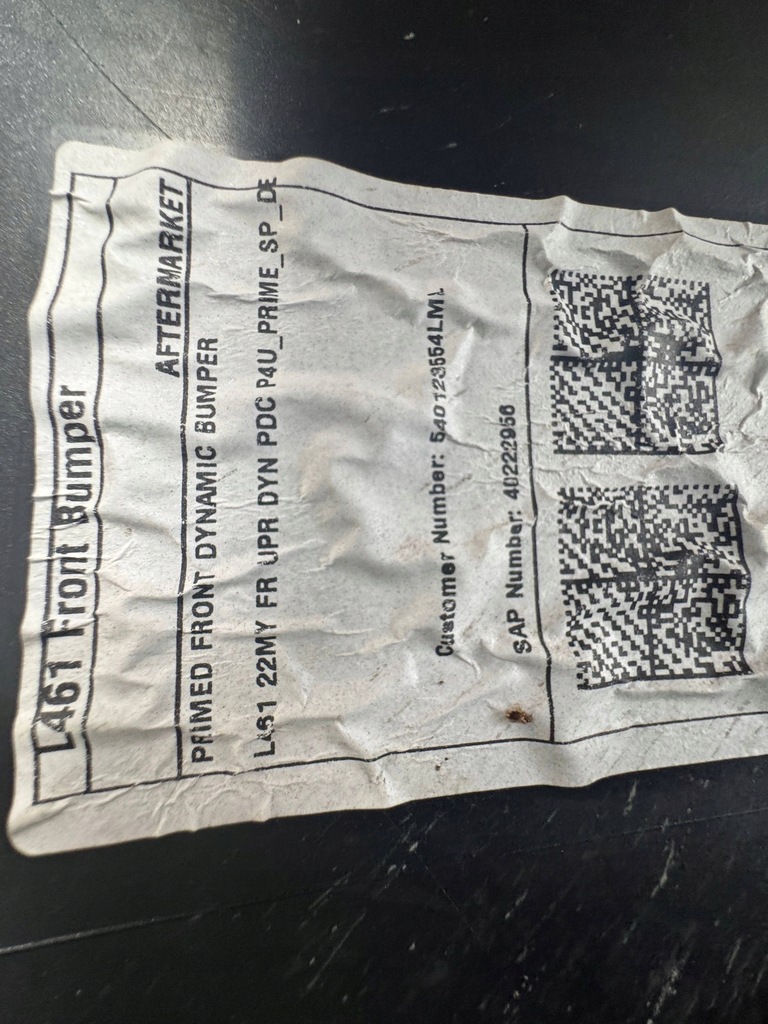 L461 Front Bumper
AFTERMARKET
PRIMED FRONT DYNAMIC BUMPER
L461 22MY FR UPR DYN PDC P4U_PRIME_SP_DE
Customer Number: 540123554LML
SAP Number: 40222956